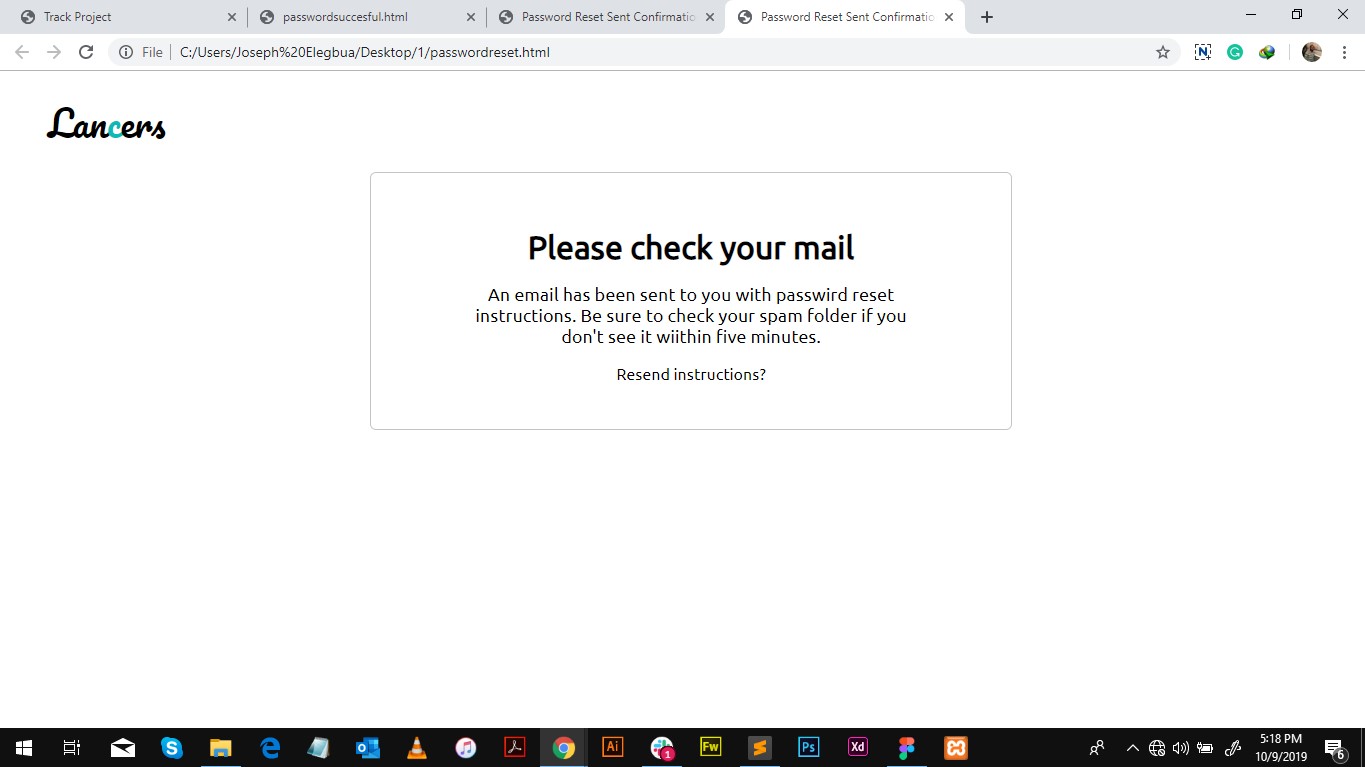 Track Project
passwordsuccesful.html
Password Reset Sent Confirmatio
Password Reset Sent Confirmatio
File
C:/Users/Joseph%20Elegbua/Desktop/1/passwordreset.html
N
G
Lancers
Please check your mail
An email has been sent to you with passwird reset
instructions. Be sure to check your spam folder if you
don't see it wiithin five minutes.
Resend instructions?
Ai
1
Fw
Ps
Xd
5:18 PM
10/9/2019
6